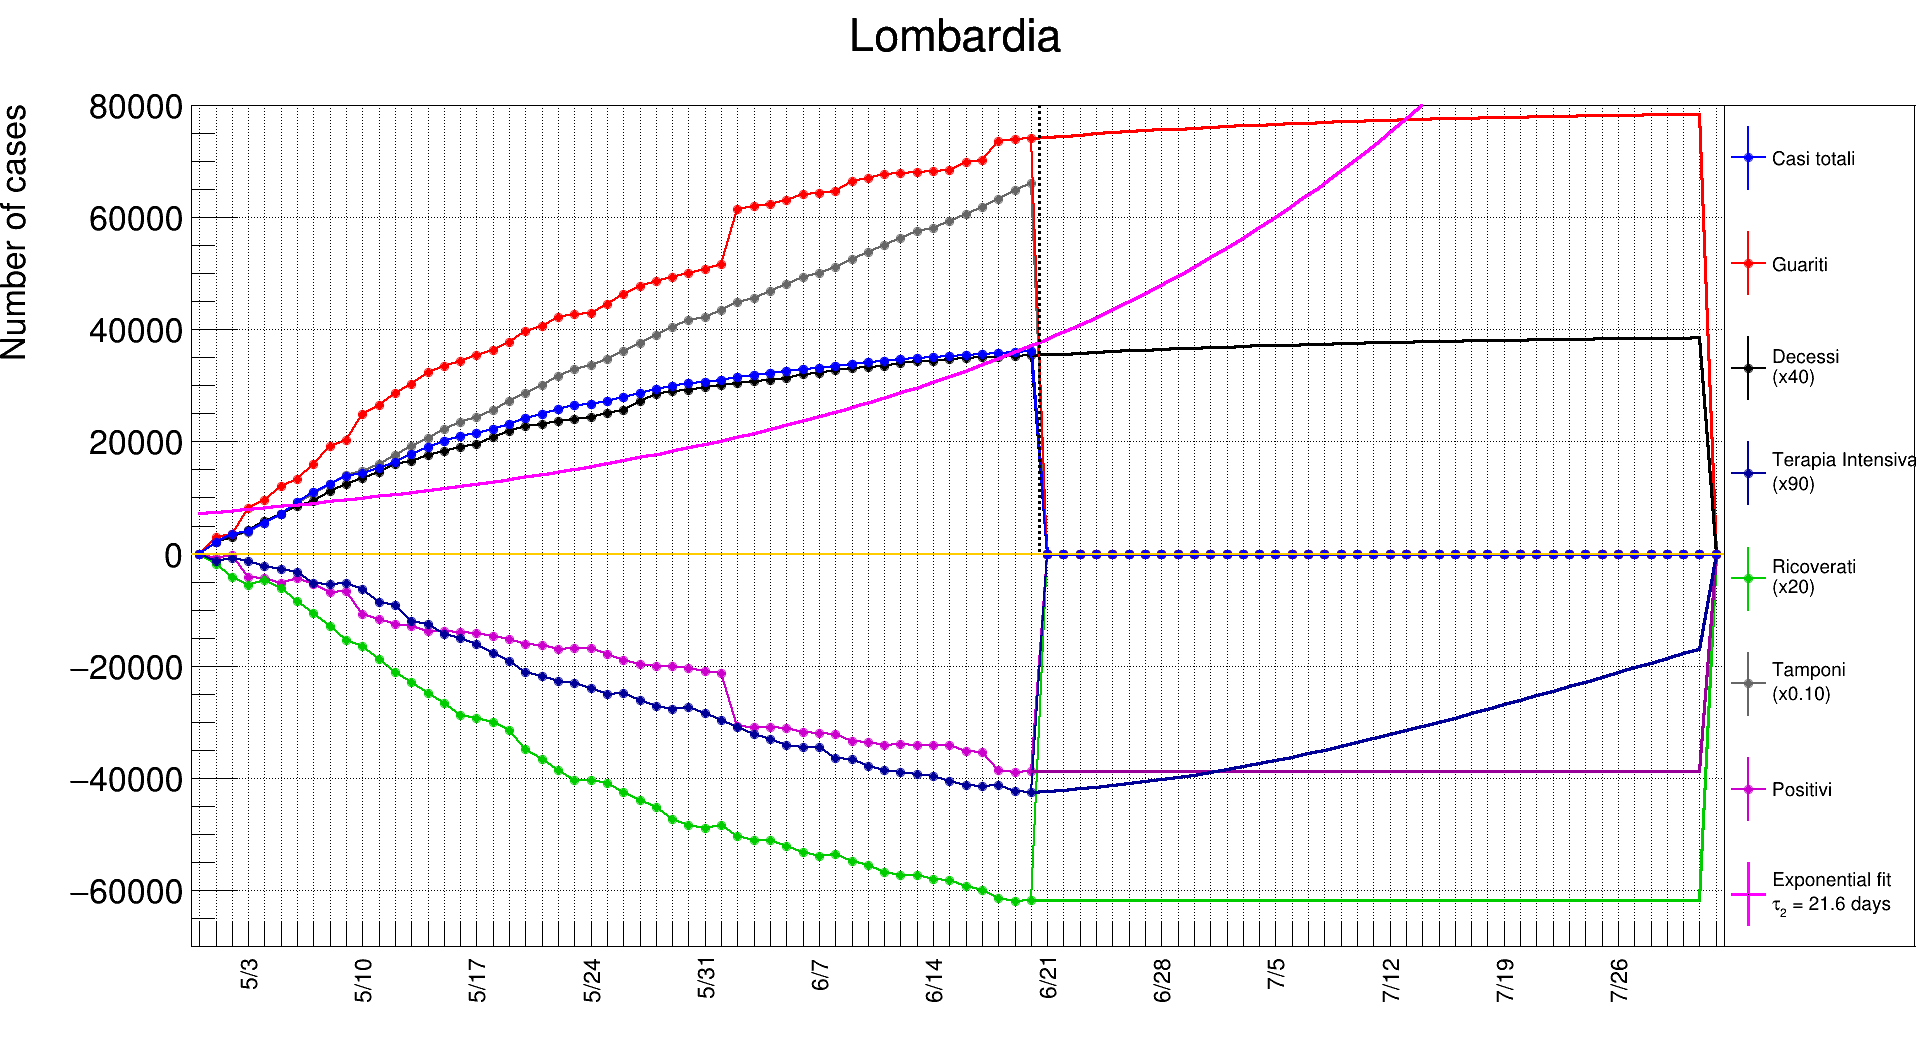 Lombardia
Number of cases
80000
60000
40000
20000
0
−20000
−40000
−60000
5/3
5/10
5/17
5/24
5/31
6/7
6/14
6/21
6/28
7/5
7/12
7/19
7/26
Casi totali
Guariti
Decessi
(x40)
Terapia Intensiva
(x90)
Ricoverati
(x20)
Tamponi
(x0.10)
Positivi
Exponential fit
τ₂ = 21.6 days